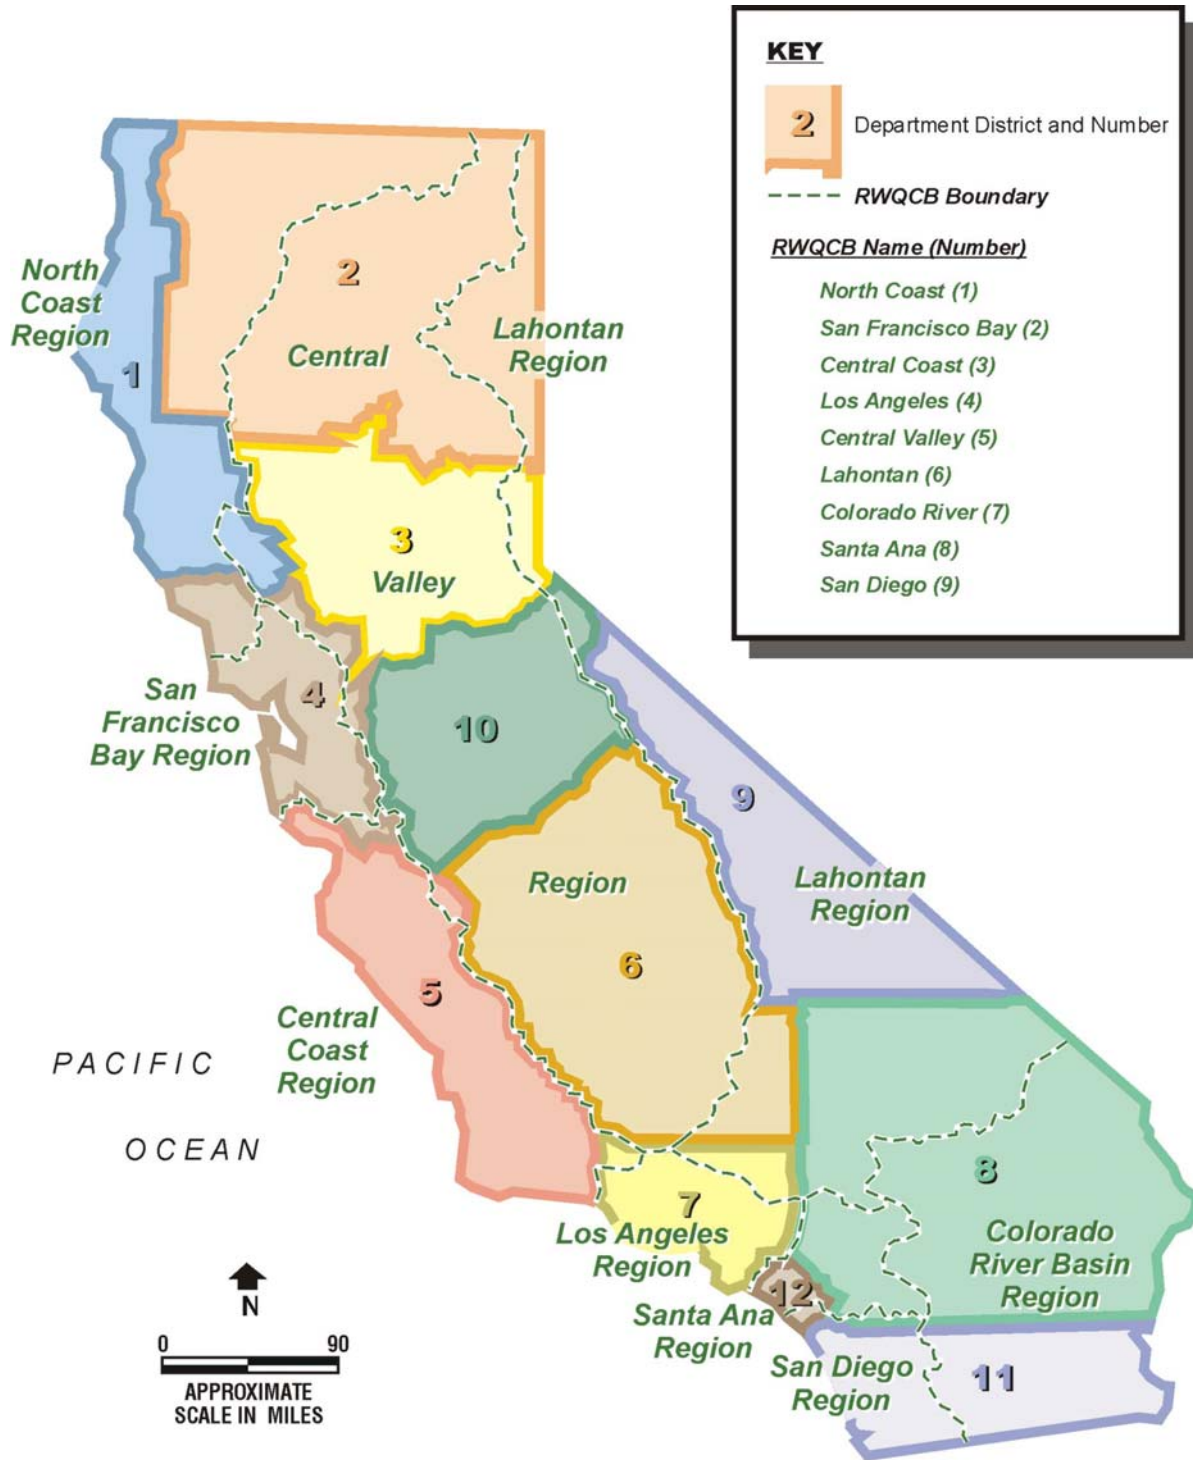 KEY
2
Department District and Number
RWQCB Boundary
RWQCB Name (Number)
North Coast (1)
San Francisco Bay (2)
Central Coast (3)
Los Angeles (4)
Central Valley (5)
Lahontan (6)
Colorado River (7)
Santa Ana (8)
San Diego (9)
North
Coast
Region
1
2
Central
Lahontan
Region
3
Valley
San
Francisco
Bay Region
4
10
9
Lahontan
Region
Region
6
5
Central
Coast
Region
PACIFIC
OCEAN
8
Colorado
River Basin
Region
7
Los Angeles
Region
12
Santa Ana
Region
San Diego
Region
11
N
0 90
APPROXIMATE
SCALE IN MILES